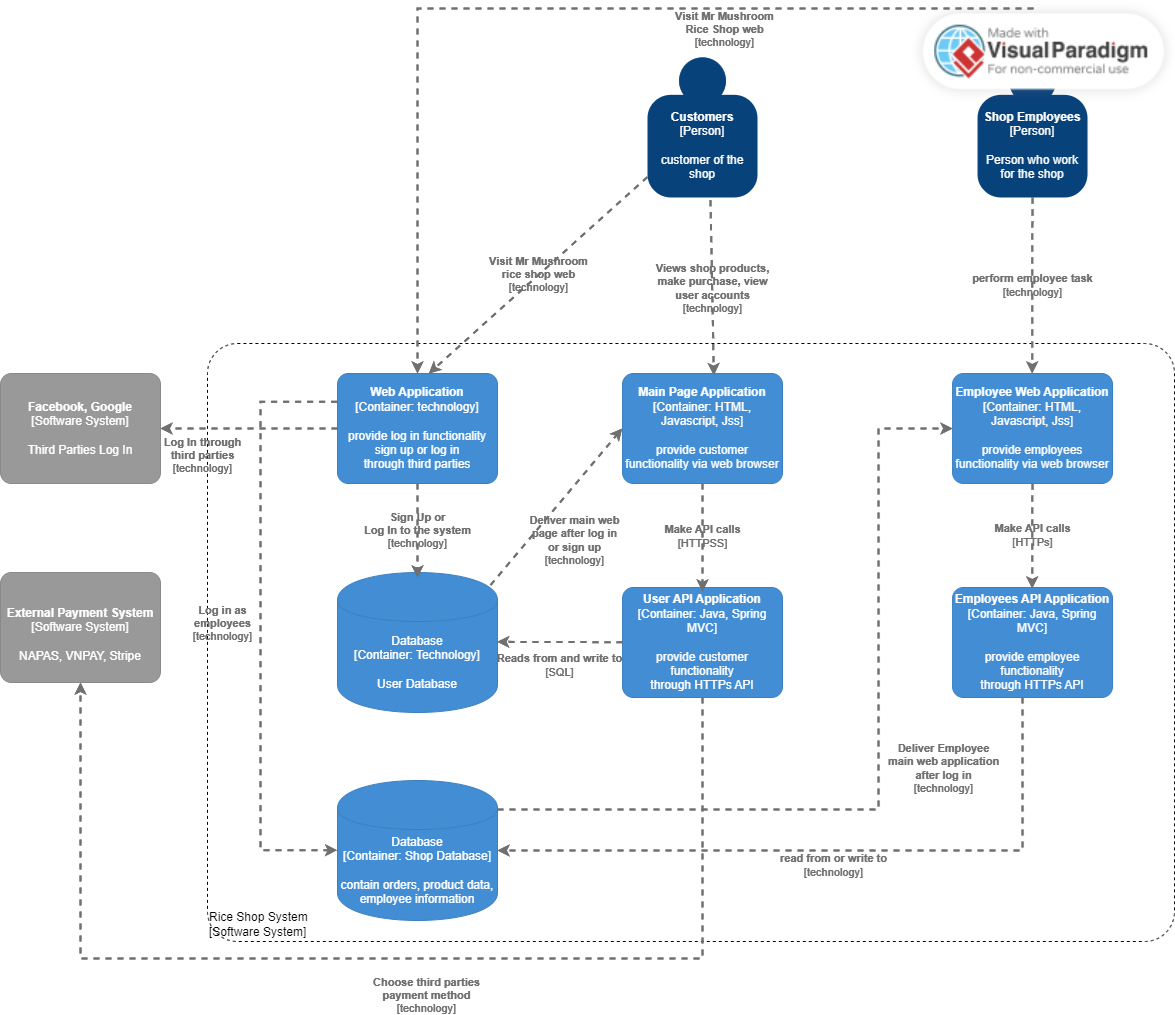 Visit Mr Mushroom
Rice Shop web
[technology]
Made with
Visual Paradigm
For non-commercial use
Customers
[Person]
customer of the
shop
Shop Employees
[Person]
Person who work
for the shop
Visit Mr Mushroom
rice shop web
[technology]
Views shop products,
make purchase, view
user accounts
[technology]
perform employee task
[technology]
Facebook, Google
[Software System]
Third Parties Log In
Log In through
third parties
[technology]
Web Application
[Container: technology]
provide log in functionality
sign up or log in
through third parties
Main Page Application
[Container: HTML,
Javascript, Jss]
provide customer
functionality via web browser
Employee Web Application
[Container: HTML,
Javascript, Jss]
provide employees
functionality via web browser
Sign Up or
Log In to the system
[technology]
Deliver main web
page after log in
or sign up
[technology]
Make API calls
[HTTPSS]
Make API calls
[HTTPs]
External Payment System
[Software System]
NAPAS, VNPAY, Stripe
Log in as
employees
[technology]
Database
[Container: Technology]
User Database
Reads from and write to
[SQL]
User API Application
[Container: Java, Spring
MVC]
provide customer
functionality
through HTTPs API
Employees API Application
[Container: Java, Spring
MVC]
provide employee
functionality
through HTTPs API
Deliver Employee
main web application
after log in
[technology]
Database
[Container: Shop Database]
contain orders, product data,
employee information
read from or write to
[technology]
Rice Shop System
[Software System]
Choose third parties
payment method
[technology]